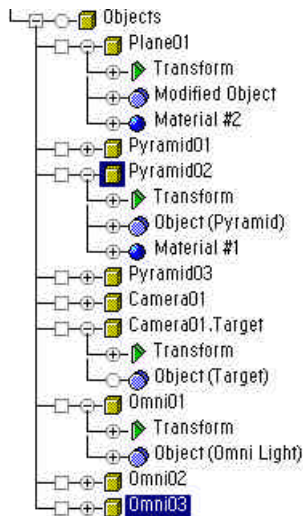 Objects
Plane01
Transform
Modified Object
Material #2
Pyramid01
Pyramid02
Transform
Object (Pyramid)
Material #1
Pyramid03
Camera01
Camera01.Target
Transform
Object (Target)
Omni01
Transform
Object (Omni Light)
Omni02
Omni03